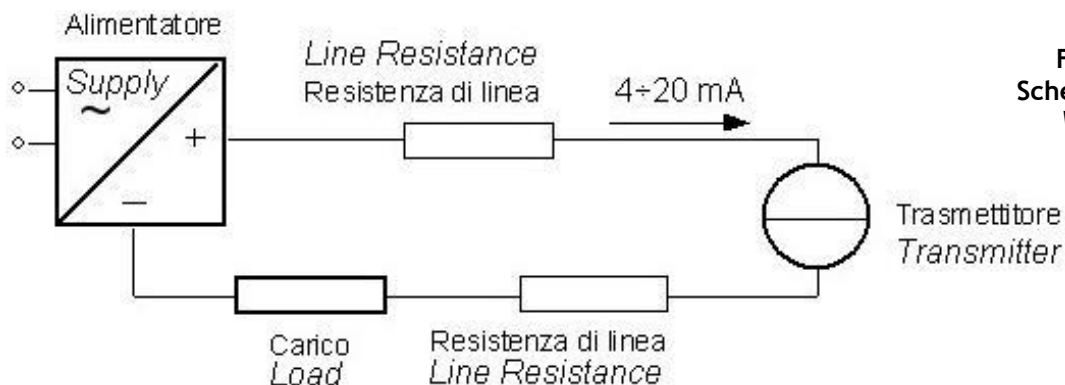 Alimentatore
Supply
~
+
—
Line Resistance
Resistenza di linea
4÷20 mA
Trasmettitore
Transmitter
Carico
Load
Resistenza di linea
Line Resistance